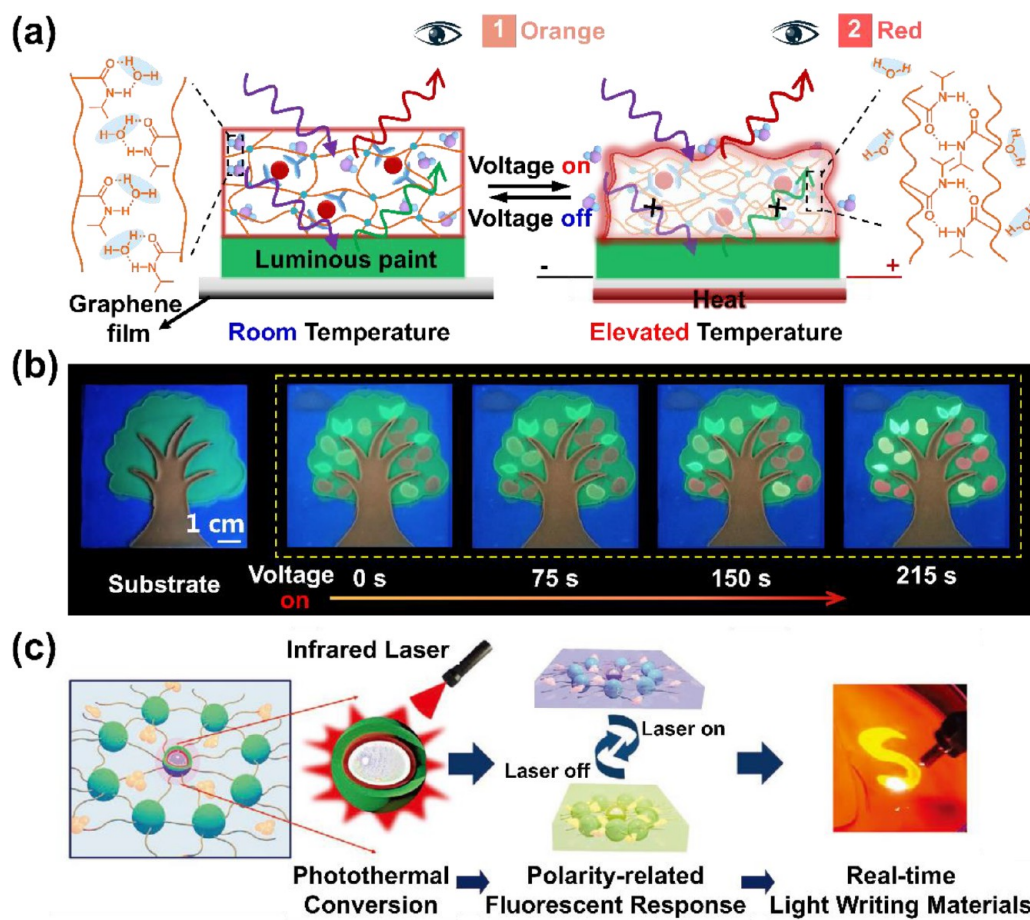 (a)
1 Orange
2 Red
Voltage on
Voltage off
Luminous paint
Graphene
film
Room Temperature
- +
Heat
Elevated Temperature
(b)
1 cm
Substrate
Voltage
on
0 s
75 s
150 s
215 s
(c)
Infrared Laser
Laser on
Laser off
Photothermal
Conversion
Polarity-related
Fluorescent Response
Real-time
Light Writing Materials